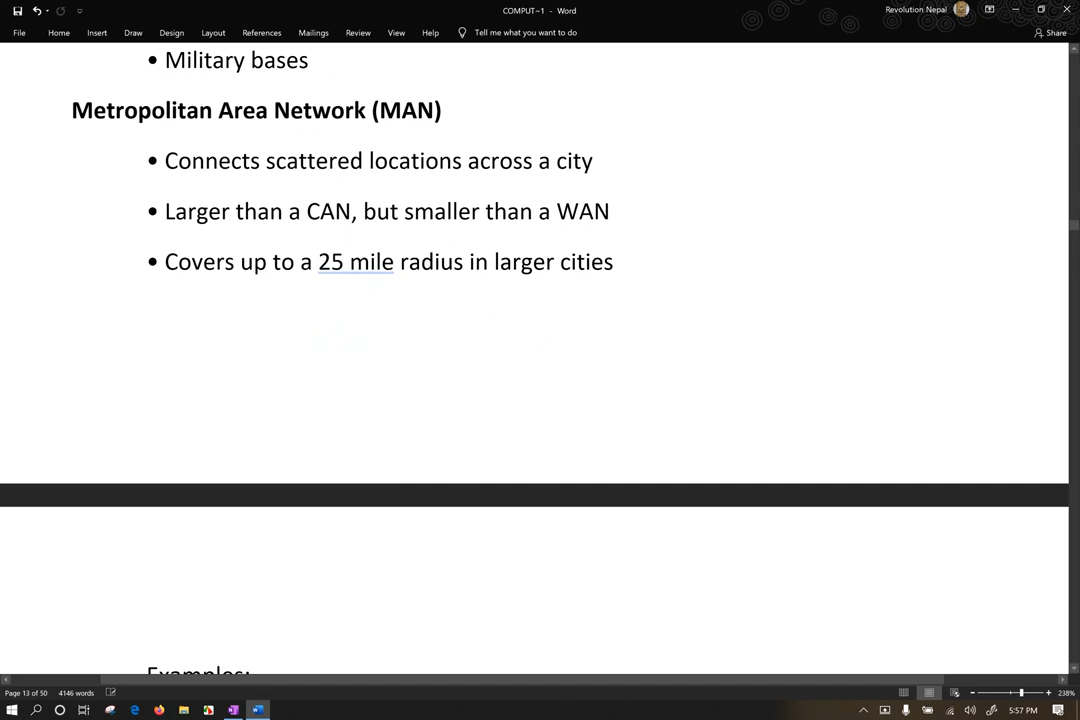 COMPUT~1 - Word
Revolution Nepal
File Home Insert Draw Design Layout References Mailings Review View Help Tell me what you want to do Share
• Military bases
Metropolitan Area Network (MAN)
• Connects scattered locations across a city
• Larger than a CAN, but smaller than a WAN
• Covers up to a 25 mile radius in larger cities
Examples:
Page 13 of 50 4146 words 238%
5:57 PM